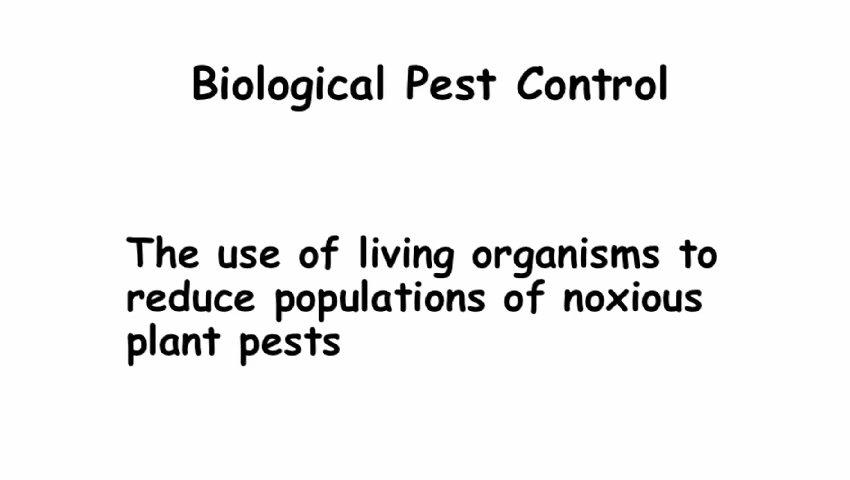 Biological Pest Control
The use of living organisms to
reduce populations of noxious
plant pests